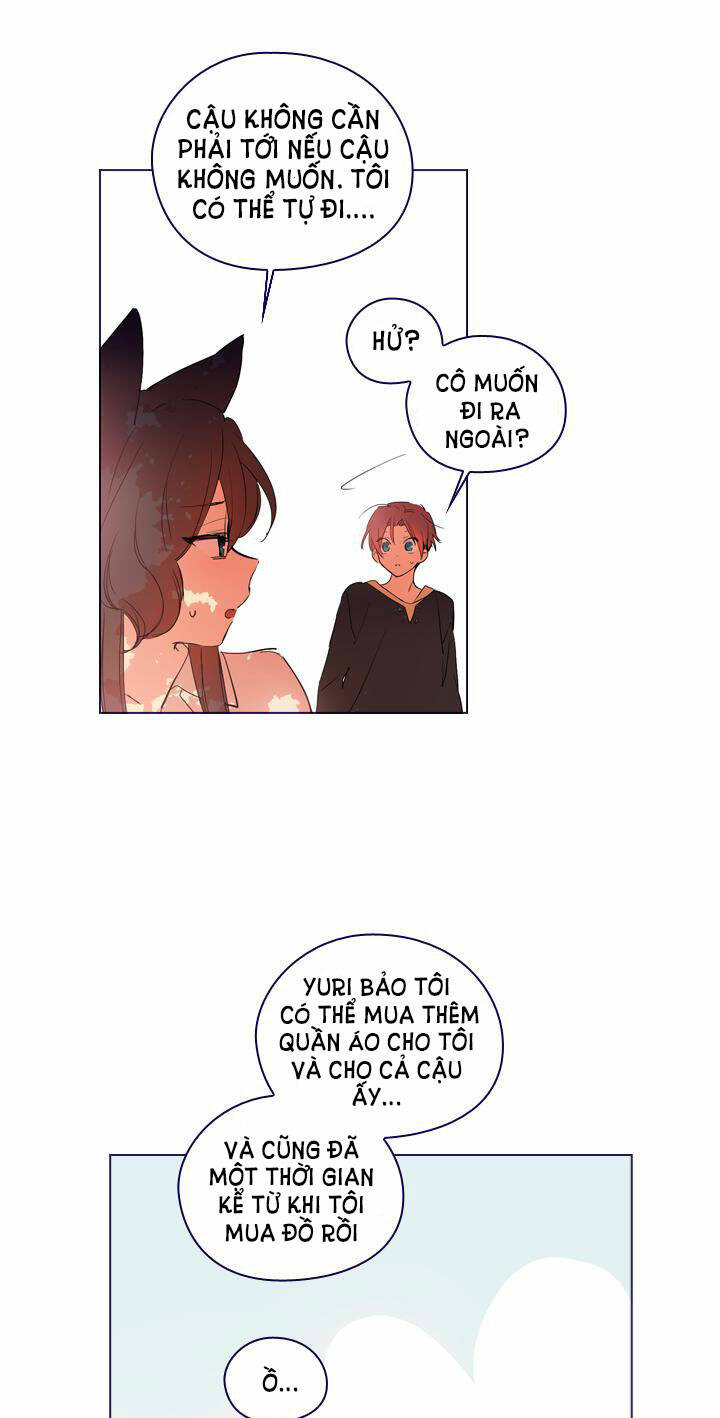 CẬU KHÔNG CẦN
PHẢI TỚI NẾU CẬU
KHÔNG MUỐN. TÔI
CÓ THỂ TỰ ĐI....
HỬ?
CÔ MUỐN
ĐI RA
NGOÀI?
YURI BẢO TÔI
CÓ THỂ MUA THÊM
QUẦN ÁO CHO TÔI
VÀ CHO CẢ CẬU
ẤY...
VÀ CŨNG ĐÃ
MỘT THỜI GIAN
KỂ TỪ KHI TÔI
MUA ĐỒ RỒI
Ồ...